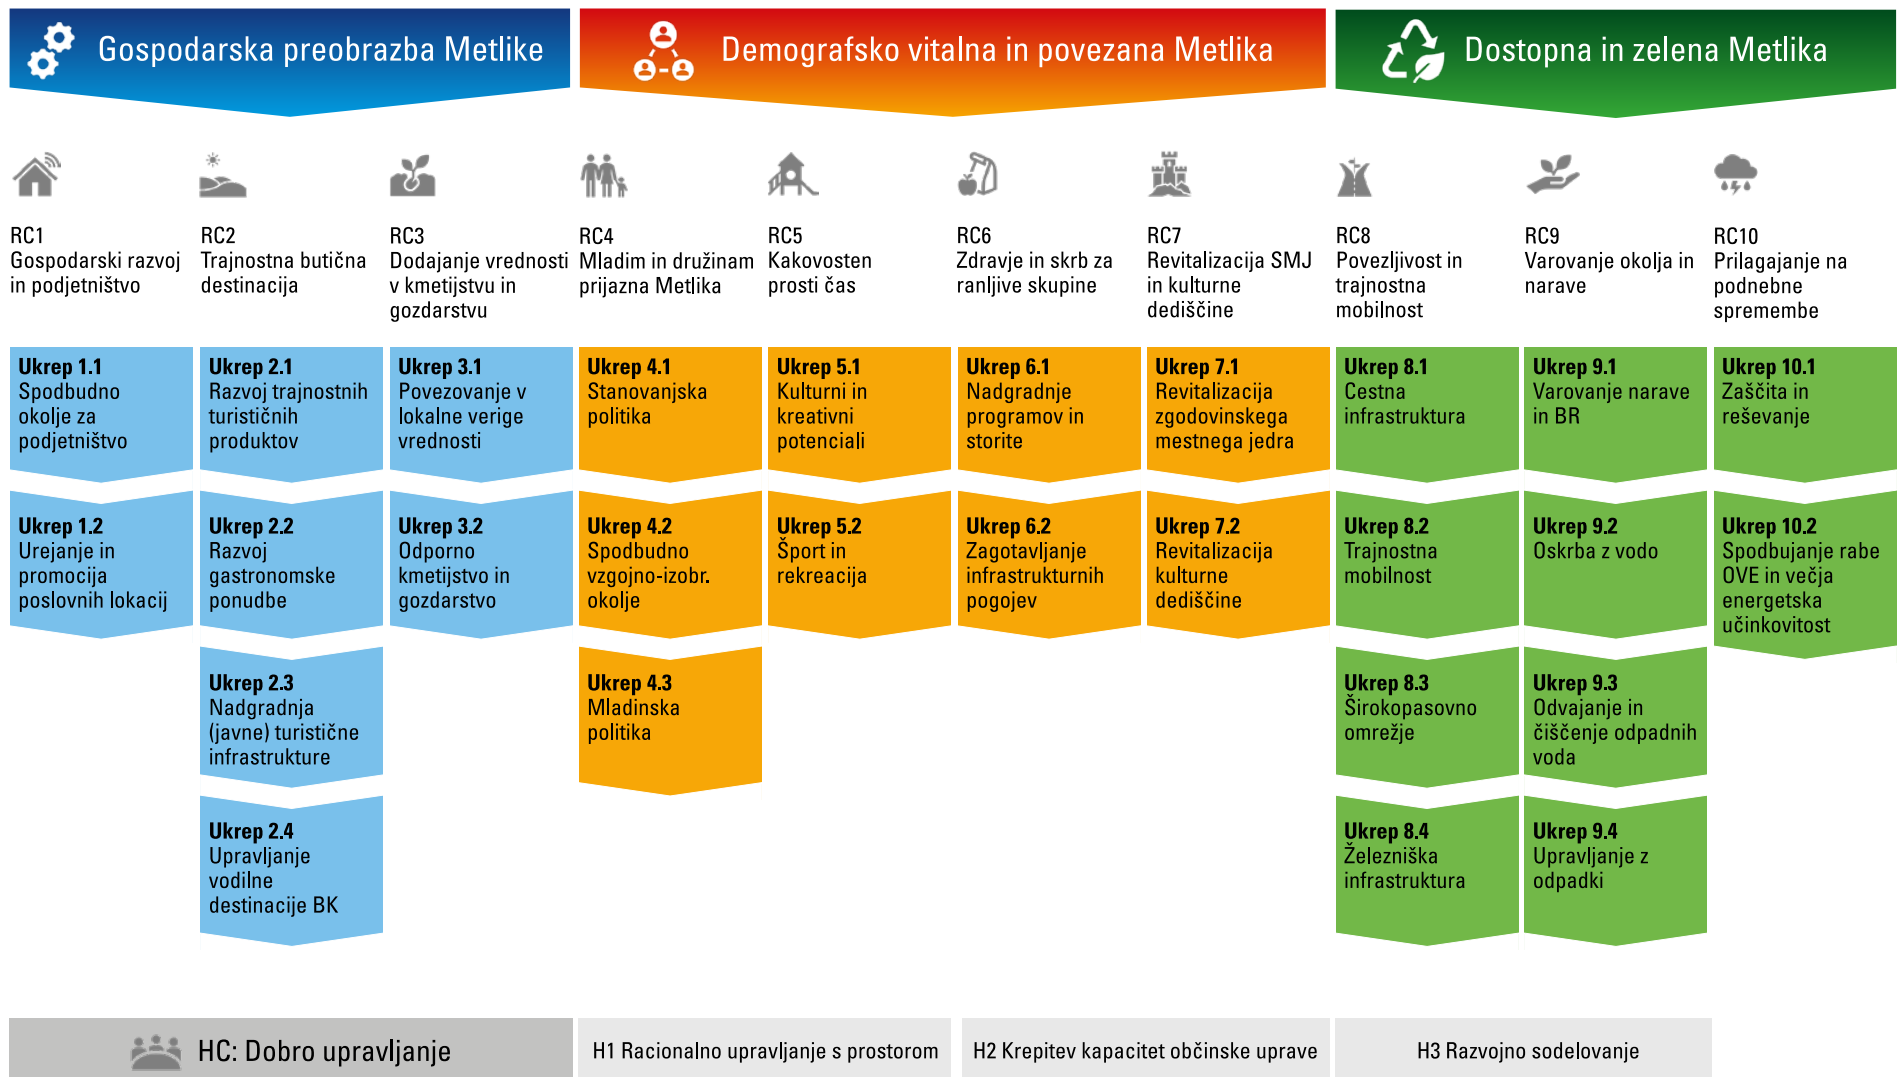 Gospodarska preobrazba Metlike
Demografsko vitalna in povezana Metlika
Dostopna in zelena Metlika
RC1
Gospodarski razvoj
in podjetništvo
RC2
Trajnostna butična
destinacija
RC3
Dodajanje vrednosti
v kmetijstvu in
gozdarstvu
RC4
Mladim in družinam
prijazna Metlika
RC5
Kakovosten
prosti čas
RC6
Zdravje in skrb za
ranljive skupine
RC7
Revitalizacija SMJ
in kulturne
dediščine
RC8
Povezljivost in
trajnostna
mobilnost
RC9
Varovanje okolja in
narave
RC10
Prilagajanje na
podnebne
spremembe
Ukrep 1.1
Spodbudno
okolje za
podjetništvo
Ukrep 2.1
Razvoj trajnostnih
turističnih
produktov
Ukrep 3.1
Povezovanje v
lokalne verige
vrednosti
Ukrep 4.1
Stanovanjska
politika
Ukrep 5.1
Kulturni in
kreativni
potenciali
Ukrep 6.1
Nadgradnje
programov in
storite
Ukrep 7.1
Revitalizacija
zgodovinskega
mestnega jedra
Ukrep 8.1
Cestna
infrastruktura
Ukrep 9.1
Varovanje narave
in BR
Ukrep 10.1
Zaščita in
reševanje
Ukrep 1.2
Urejanje in
promocija
poslovnih lokacij
Ukrep 2.2
Razvoj
gastronomske
ponudbe
Ukrep 3.2
Odporno
kmetijstvo in
gozdarstvo
Ukrep 4.2
Spodbudno
vzgojno-izobr.
okolje
Ukrep 5.2
Šport in
rekreacija
Ukrep 6.2
Zagotavljanje
infrastrukturnih
pogojev
Ukrep 7.2
Revitalizacija
kulturne
dediščine
Ukrep 8.2
Trajnostna
mobilnost
Ukrep 9.2
Oskrba z vodo
Ukrep 10.2
Spodbujanje rabe
OVE in večja
energetska
učinkovitost
Ukrep 2.3
Nadgradnja
(javne) turistične
infrastrukture
Ukrep 4.3
Mladinska
politika
Ukrep 8.3
Širokopasovno
omrežje
Ukrep 9.3
Odvajanje in
čiščenje odpadnih
voda
Ukrep 2.4
Upravljanje
vodilne
destinacije BK
Ukrep 8.4
Železniška
infrastruktura
Ukrep 9.4
Upravljanje z
odpadki
HC: Dobro upravljanje
H1 Racionalno upravljanje s prostorom
H2 Krepitev kapacitet občinske uprave
H3 Razvojno sodelovanje